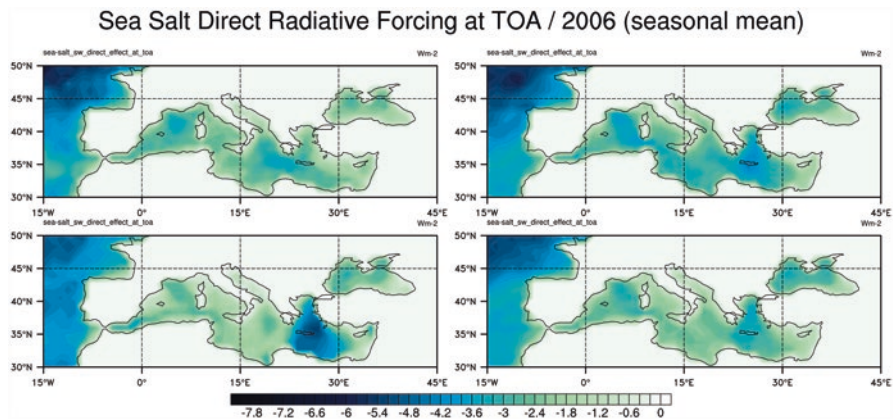 Sea Salt Direct Radiative Forcing at TOA / 2006 (seasonal mean)
sea-salt_sw_direct_effect_at_toa Wm-2 sea-salt_sw_direct_effect_at_toa Wm-2
50°N 50°N
45°N 45°N
40°N 40°N
35°N 35°N
30°N 30°N
15°W 0° 15°E 30°E 45°E 15°W 0° 15°E 30°E 45°E
sea-salt_sw_direct_effect_at_toa Wm-2 sea-salt_sw_direct_effect_at_toa Wm-2
50°N 50°N
45°N 45°N
40°N 40°N
35°N 35°N
30°N 30°N
15°W 0° 15°E 30°E 45°E 15°W 0° 15°E 30°E 45°E
-7.8 -7.2 -6.6 -6 -5.4 -4.8 -4.2 -3.6 -3 -2.4 -1.8 -1.2 -0.6 0